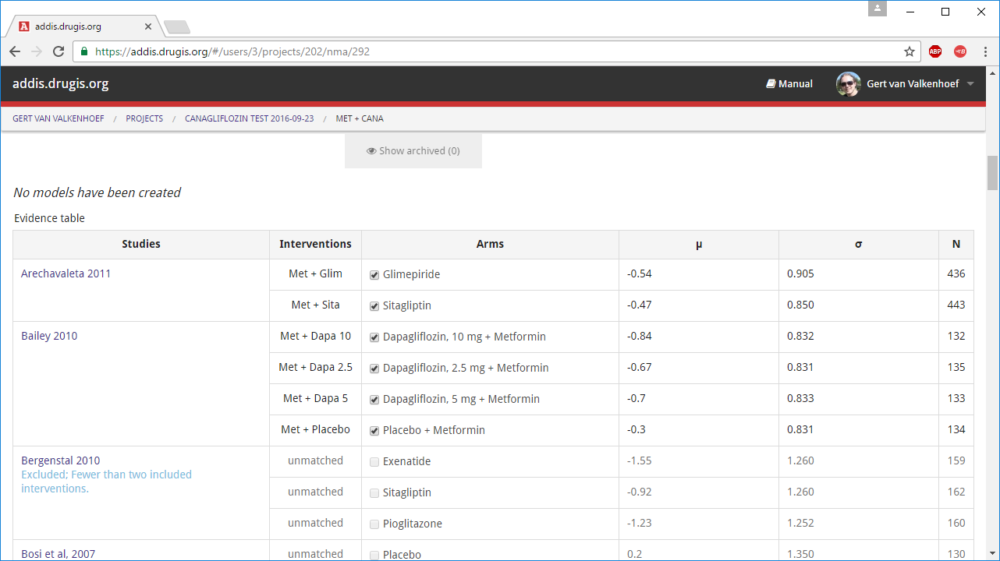 addis.drugis.org
https://addis.drugis.org/#/users/3/projects/202/nma/292
ABP
addis.drugis.org
Manual
Gert van Valkenhoef
GERT VAN VALKENHOEF / PROJECTS / CANAGLIFLOZIN TEST 2016-09-23 / MET + CANA
Show archived (0)
No models have been created
Evidence table
Studies Interventions Arms μ σ N
Arechavaleta 2011 Met + Glim Glimepiride -0.54 0.905 436
Met + Sita Sitagliptin -0.47 0.850 443
Bailey 2010 Met + Dapa 10 Dapagliflozin, 10 mg + Metformin -0.84 0.832 132
Met + Dapa 2.5 Dapagliflozin, 2.5 mg + Metformin -0.67 0.831 135
Met + Dapa 5 Dapagliflozin, 5 mg + Metformin -0.7 0.833 133
Met + Placebo Placebo + Metformin -0.3 0.831 134
Bergenstal 2010 unmatched Exenatide -1.55 1.260 159
Excluded; Fewer than two included
interventions.
unmatched Sitagliptin -0.92 1.260 162
unmatched Pioglitazone -1.23 1.252 160
Bosi et al, 2007 unmatched Placebo 0.2 1.350 130